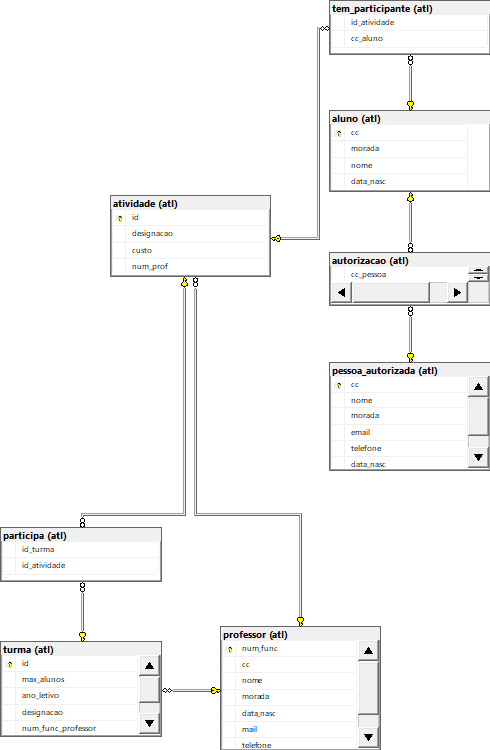 tem_participante (atl)
id_atividade
cc_aluno
aluno (atl)
cc
morada
nome
data_nasc
atividade (atl)
id
designacao
custo
num_prof
autorizacao (atl)
cc_pessoa
pessoa_autorizada (atl)
cc
nome
morada
email
telefone
data_nasc
participa (atl)
id_turma
id_atividade
turma (atl)
id
max_alunos
ano_letivo
designacao
num_func_professor
professor (atl)
num_func
cc
nome
morada
data_nasc
mail
telefone